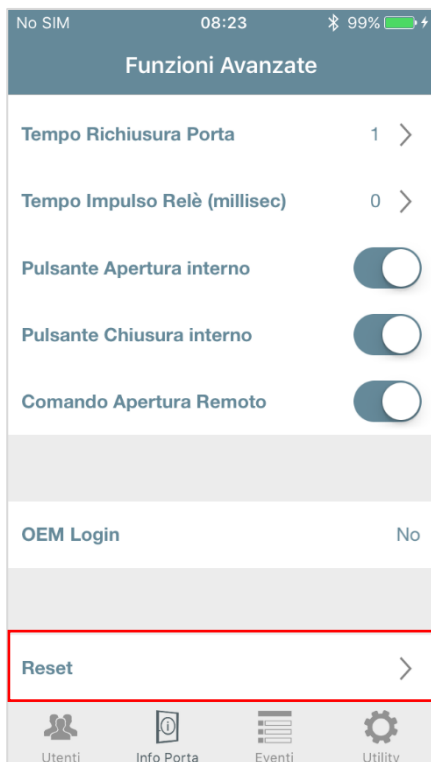 No SIM 08:23 99%
Funzioni Avanzate
Tempo Richiusura Porta 1
Tempo Impulso Relè (millisec) 0
Pulsante Apertura interno
Pulsante Chiusura interno
Comando Apertura Remoto
OEM Login No
Reset
Utenti Info Porta Eventi Utility